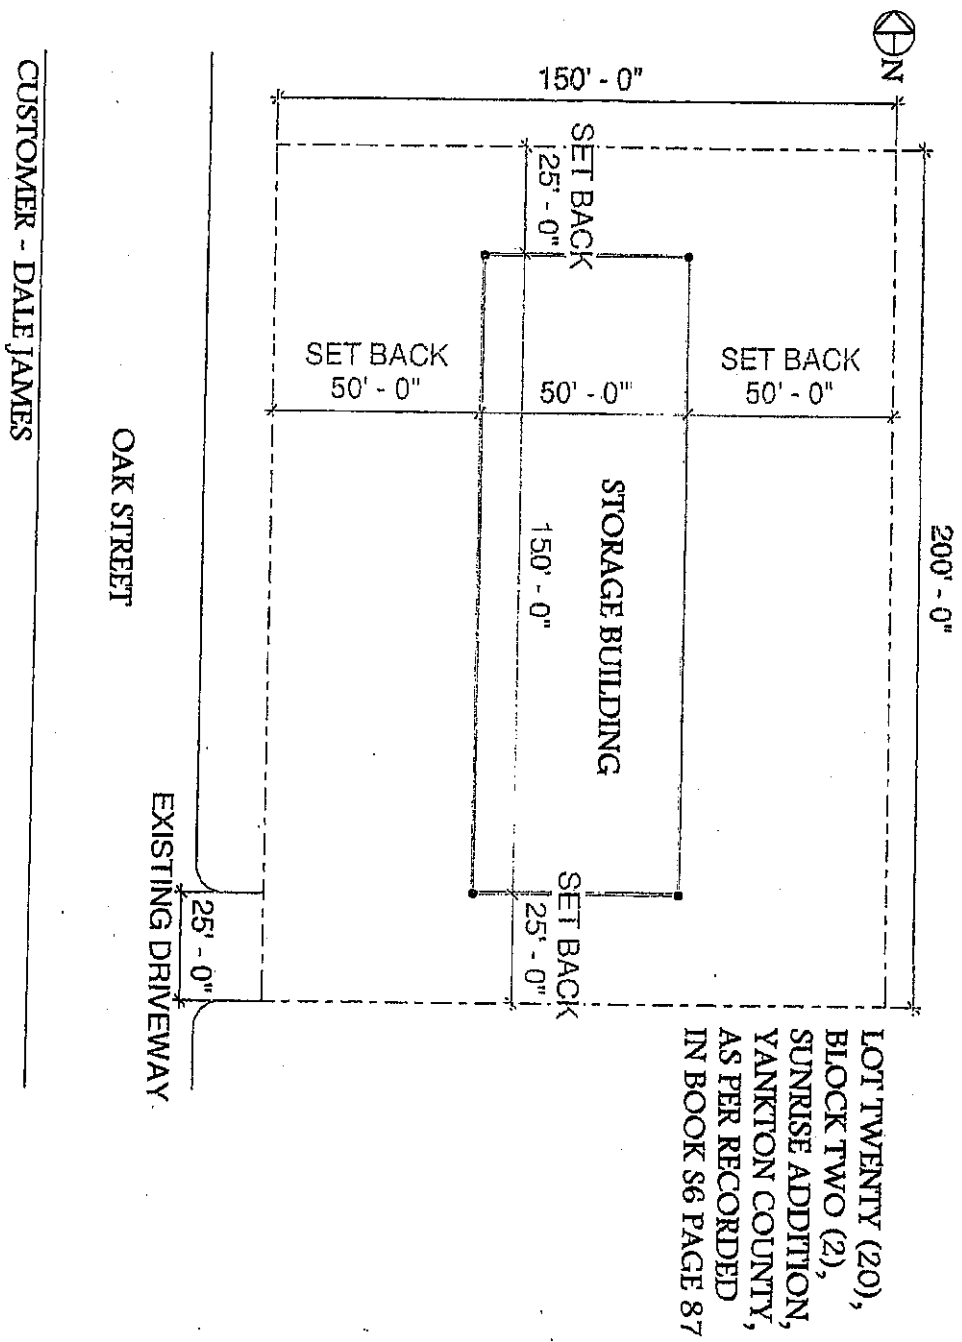 N
150' - 0"
200' - 0"
SET BACK
25' - 0"
SET BACK
50' - 0"
50' - 0"
SET BACK
50' - 0"
STORAGE BUILDING
150' - 0"
SET BACK
25' - 0"
25' - 0"
EXISTING DRIVEWAY
OAK STREET
CUSTOMER - DALE JAMES
LOT TWENTY (20),
BLOCK TWO (2),
SUNRISE ADDITION,
YANKTON COUNTY,
AS PER RECORDED
IN BOOK S6 PAGE 87